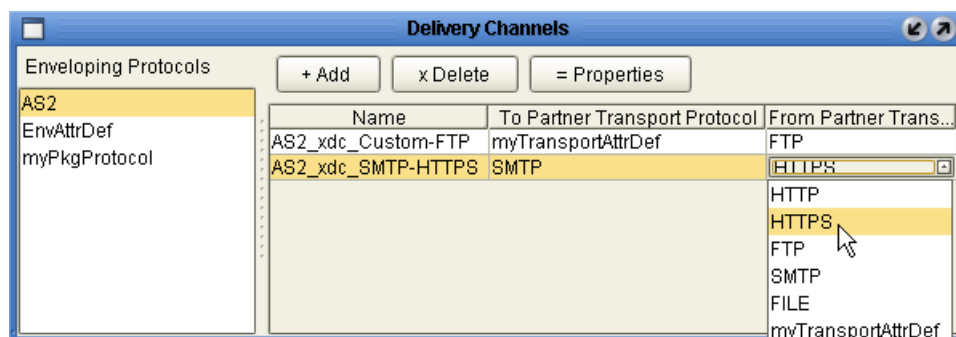 Delivery Channels
Enveloping Protocols
+ Add
x Delete
= Properties
AS2
EnvAttrDef
myPkgProtocol
Name
To Partner Transport Protocol
From Partner Trans...
AS2_xdc_Custom-FTP
myTransportAttrDef
FTP
AS2_xdc_SMTP-HTTPS
SMTP
HTTPS
HTTP
HTTPS
FTP
SMTP
FILE
myTransportAttrDef